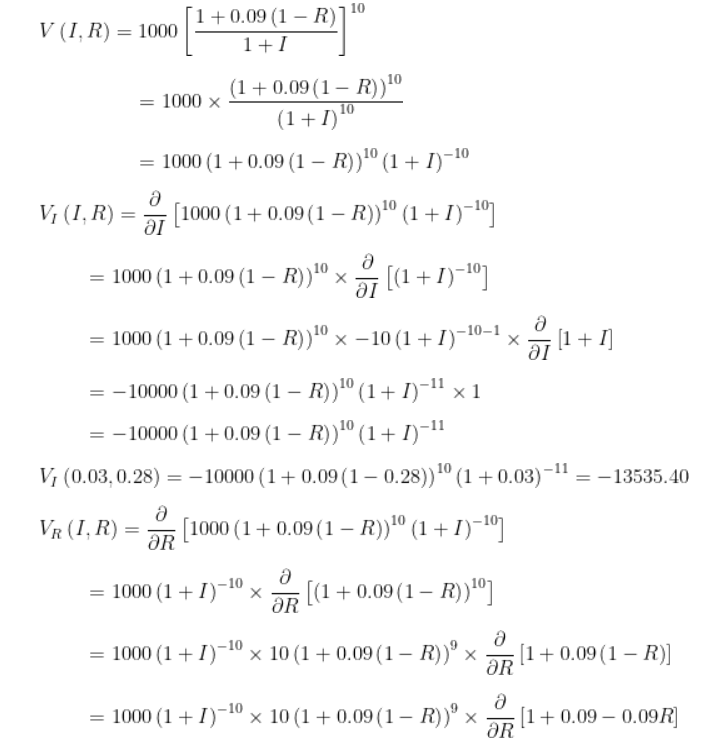 V (I, R) = 1000 [ (1 + 0.09 (1 − R)) / (1 + I) ]^10
= 1000 × (1 + 0.09 (1 − R))^10 / (1 + I)^10
= 1000 (1 + 0.09 (1 − R))^10 (1 + I)^−10
V_I (I, R) = ∂/∂I [1000 (1 + 0.09 (1 − R))^10 (1 + I)^−10]
= 1000 (1 + 0.09 (1 − R))^10 × ∂/∂I [(1 + I)^−10]
= 1000 (1 + 0.09 (1 − R))^10 × −10 (1 + I)^−10−1 × ∂/∂I [1 + I]
= −10000 (1 + 0.09 (1 − R))^10 (1 + I)^−11 × 1
= −10000 (1 + 0.09 (1 − R))^10 (1 + I)^−11
V_I (0.03, 0.28) = −10000 (1 + 0.09 (1 − 0.28))^10 (1 + 0.03)^−11 = −13535.40
V_R (I, R) = ∂/∂R [1000 (1 + 0.09 (1 − R))^10 (1 + I)^−10]
= 1000 (1 + I)^−10 × ∂/∂R [(1 + 0.09 (1 − R))^10]
= 1000 (1 + I)^−10 × 10 (1 + 0.09 (1 − R))^9 × ∂/∂R [1 + 0.09 (1 − R)]
= 1000 (1 + I)^−10 × 10 (1 + 0.09 (1 − R))^9 × ∂/∂R [1 + 0.09 − 0.09R]